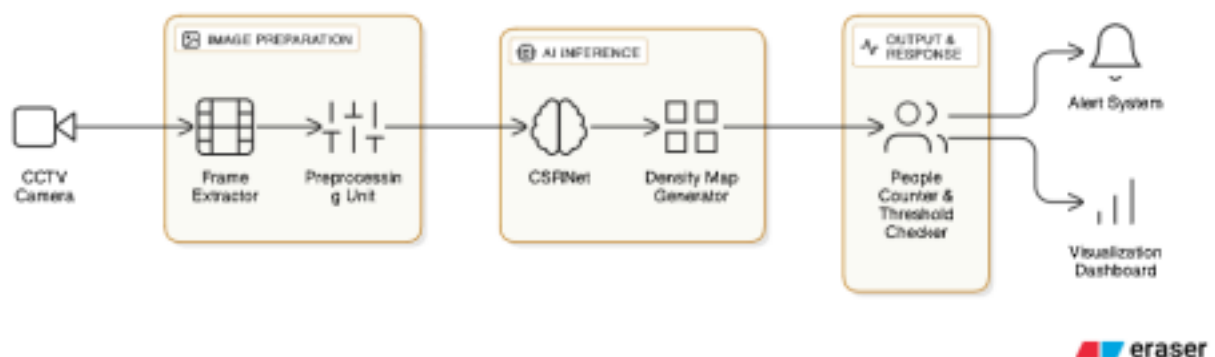 IMAGE PREPARATION
AI INFERENCE
OUTPUT &
RESPONSE
CCTV
Camera
Frame
Extractor
Preprocessin
g Unit
CSRNet
Density Map
Generator
People
Counter &
Threshold
Checker
Alert System
Visualization
Dashboard
eraser